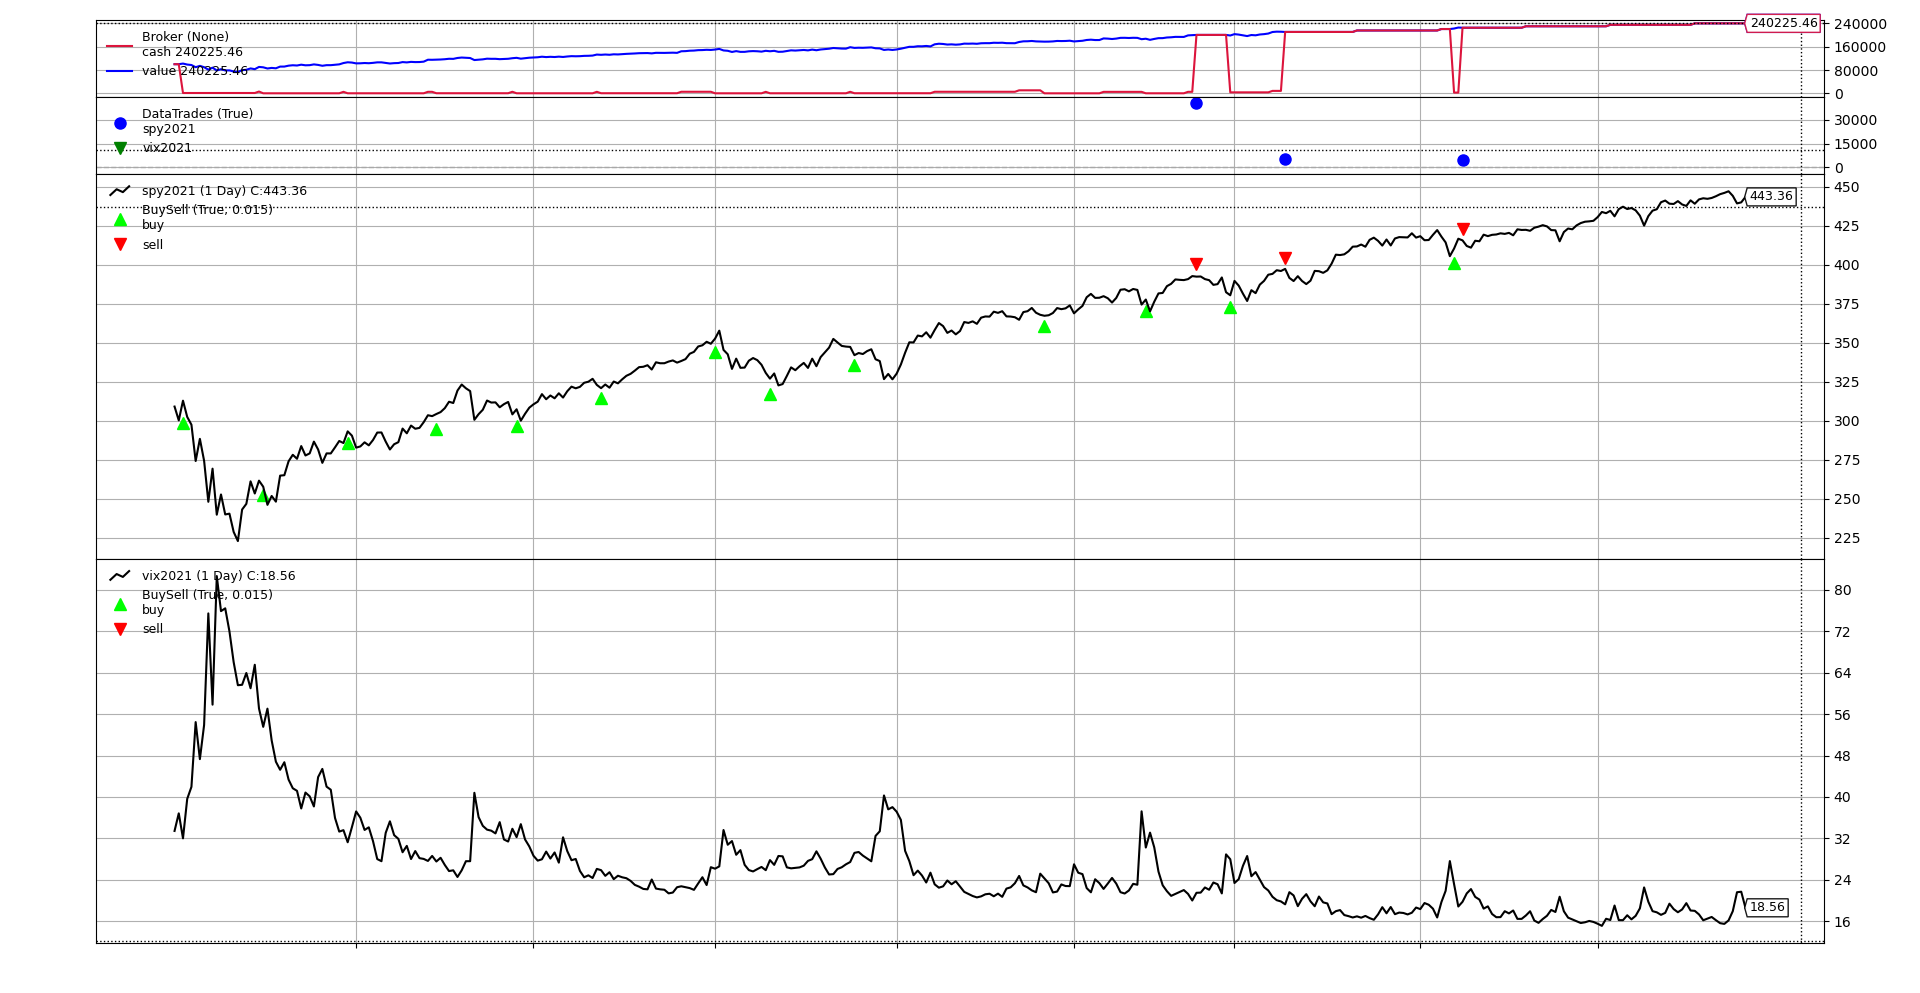 Broker (None)
cash 240225.46
value 240225.46
240225.46
240000
160000
80000
0
DataTrades (True)
spy2021
vix2021
30000
15000
0
spy2021 (1 Day) C:443.36
BuySell (True, 0.015)
buy
sell
443.36
450
425
400
375
350
325
300
275
250
225
vix2021 (1 Day) C:18.56
BuySell (True, 0.015)
buy
sell
80
72
64
56
48
40
32
24
18.56
16